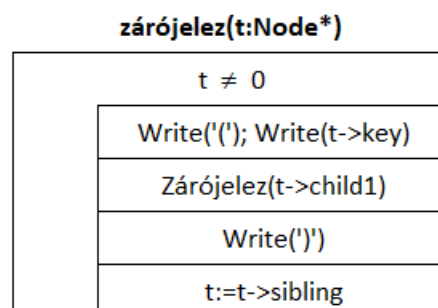 zárójelez(t:Node*)
t ≠ 0
Write('('); Write(t->key)
Zárójelez(t->child1)
Write(')')
t:=t->sibling